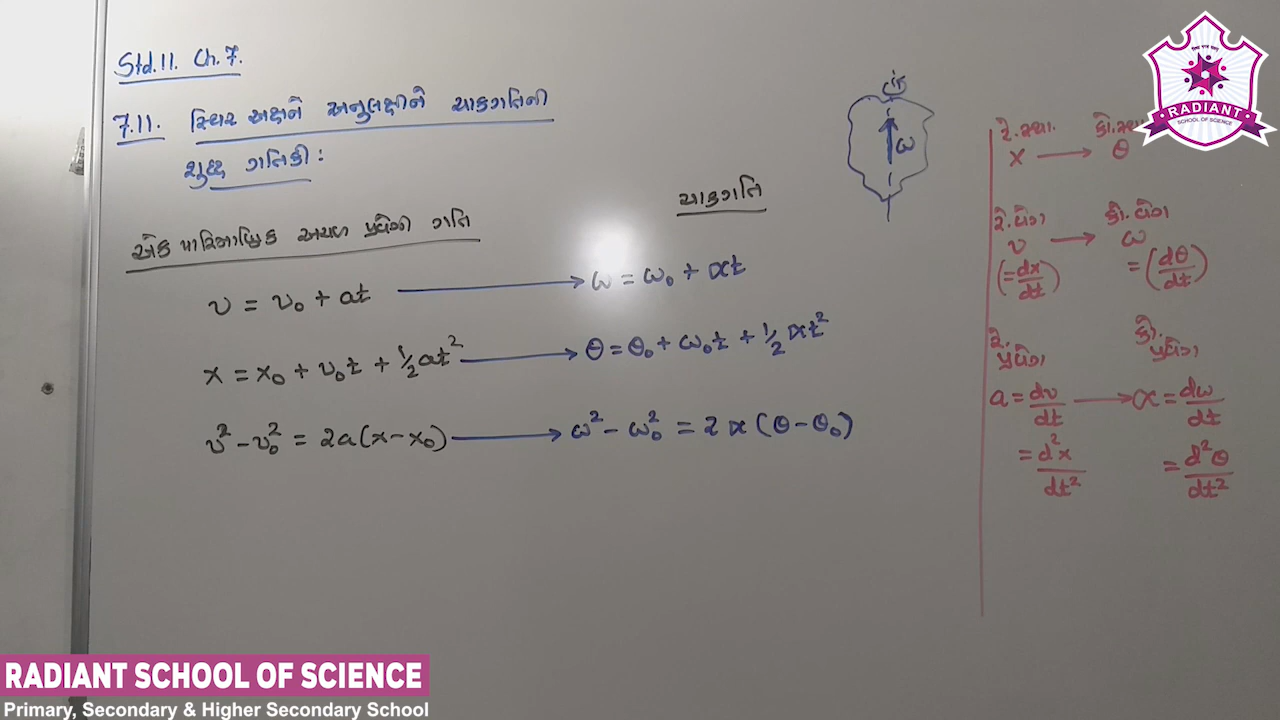 Std.11. Ch.7.
7.11. સ્થિર અક્ષને અનુલક્ષીને ચાકગતિની
શુદ્ધ ગતિકી :
એક પારિમાણિક અચળ પ્રવેગી ગતિ
ચાકગતિ
v = v₀ + at → ω = ω₀ + αt
x = x₀ + v₀t + ½at² → θ = θ₀ + ω₀t + ½αt²
v² - v₀² = 2a(x - x₀) → ω² - ω₀² = 2α(θ - θ₀)
ω
રે.સ્થા. કો.સ્થા
x → θ
રે.વેગ કો.વેગ
v → ω
(= dx/dt) = (dθ/dt)
રે. પ્રવેગ કો. પ્રવેગ
a = dv/dt → α = dω/dt
= d²x/dt² = d²θ/dt²
RADIANT
SCHOOL OF SCIENCE
RADIANT SCHOOL OF SCIENCE
Primary, Secondary & Higher Secondary School